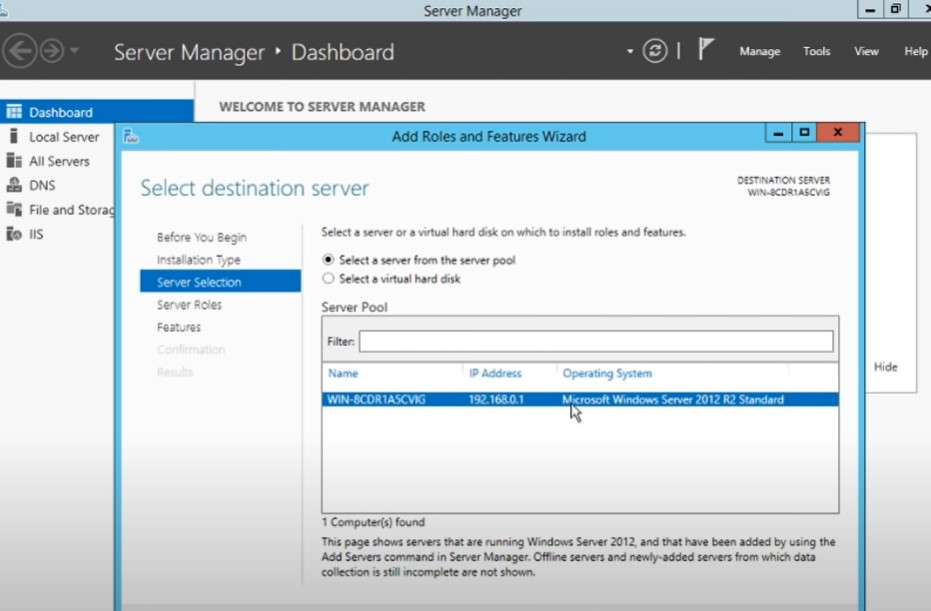 Server Manager
Server Manager ‣ Dashboard
Manage Tools View Help
Dashboard
Local Server
All Servers
DNS
File and Storag
IIS
WELCOME TO SERVER MANAGER
Add Roles and Features Wizard
Select destination server
DESTINATION SERVER
WIN-8CDR1A5CVIG
Before You Begin
Installation Type
Server Selection
Server Roles
Features
Confirmation
Results
Select a server or a virtual hard disk on which to install roles and features.
Select a server from the server pool
Select a virtual hard disk
Server Pool
Filter:
Name IP Address Operating System
WIN-8CDR1A5CVIG 192.168.0.1 Microsoft Windows Server 2012 R2 Standard
1 Computer(s) found
This page shows servers that are running Windows Server 2012, and that have been added by using the
Add Servers command in Server Manager. Offline servers and newly-added servers from which data
collection is still incomplete are not shown.
Hide